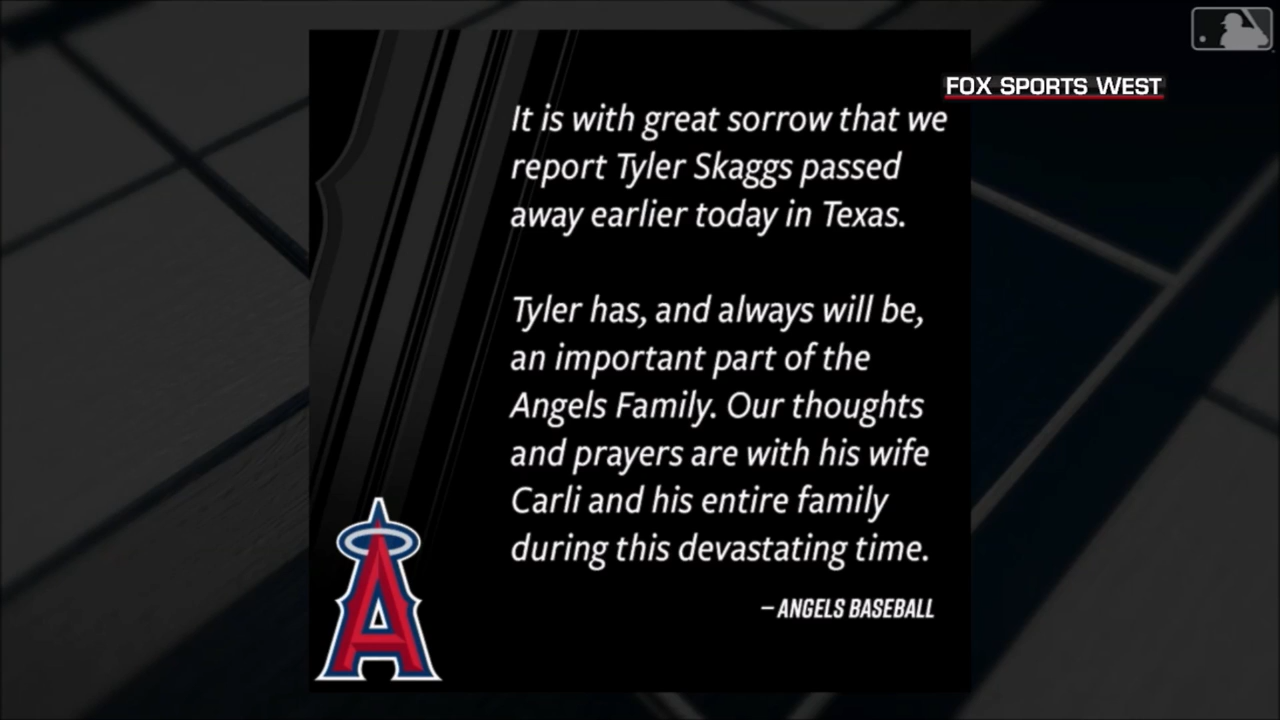 FOX SPORTS WEST
It is with great sorrow that we
report Tyler Skaggs passed
away earlier today in Texas.
Tyler has, and always will be,
an important part of the
Angels Family. Our thoughts
and prayers are with his wife
Carli and his entire family
during this devastating time.
– ANGELS BASEBALL
A